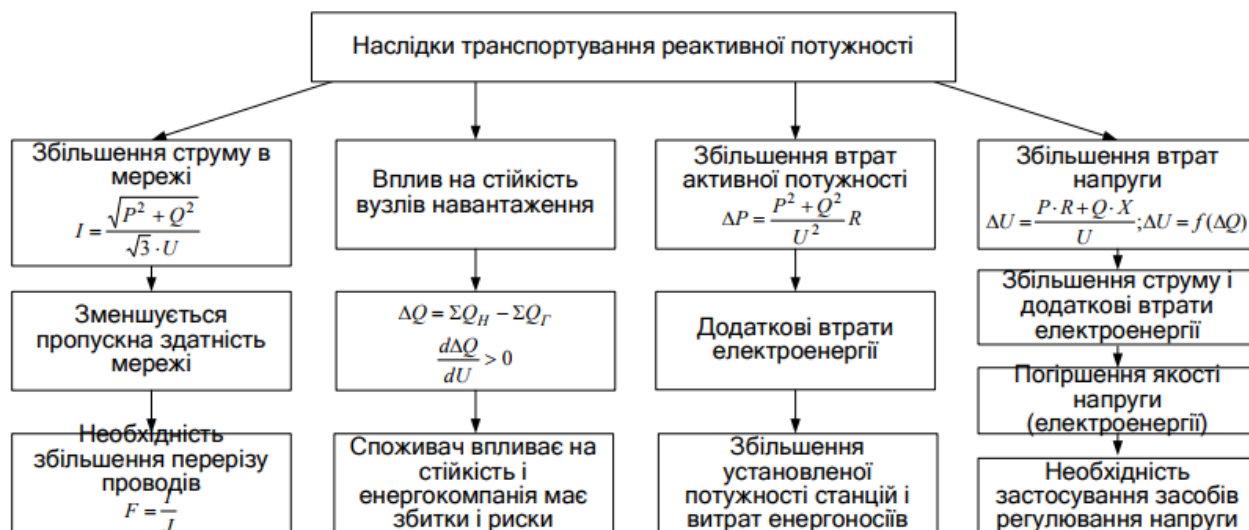 Наслідки транспортування реактивної потужності
Збільшення струму в
мережі
I = √(P² + Q²) / (√3 · U)
Зменшується
пропускна здатність
мережі
Необхідність
збільшення перерізу
проводів
F = I / J
Вплив на стійкість
вузлів навантаження
ΔQ = ΣQ_Н − ΣQ_Г
dΔQ / dU > 0
Споживач впливає на
стійкість і
енергокомпанія має
збитки і риски
Збільшення втрат
активної потужності
ΔP = (P² + Q²) / U² R
Додаткові втрати
електроенергії
Збільшення
установленої
потужності станцій і
витрат енергоносіїв
Збільшення втрат
напруги
ΔU = (P · R + Q · X) / U; ΔU = f(ΔQ)
Збільшення струму і
додаткові втрати
електроенергії
Погіршення якості
напруги
(електроенергії)
Необхідність
застосування засобів
регулювання напруги